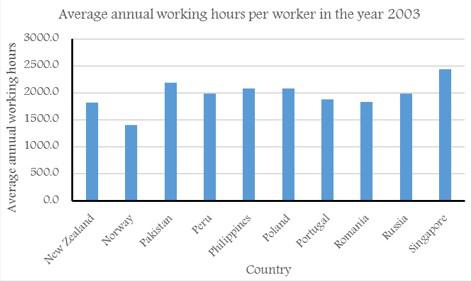 Average annual working hours per worker in the year 2003
Average annual working hours
3000.0
2500.0
2000.0
1500.0
1000.0
500.0
0.0
New Zealand
Norway
Pakistan
Peru
Philippines
Poland
Portugal
Romania
Russia
Singapore
Country